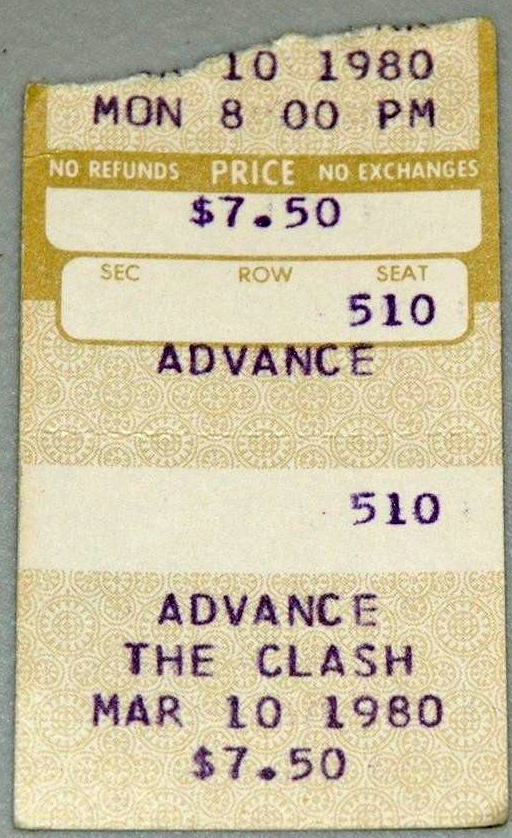 10 1980
MON 8 00 PM
NO REFUNDS PRICE NO EXCHANGES
$7.50
SEC ROW SEAT
510
ADVANCE
510
ADVANCE
THE CLASH
MAR 10 1980
$7.50